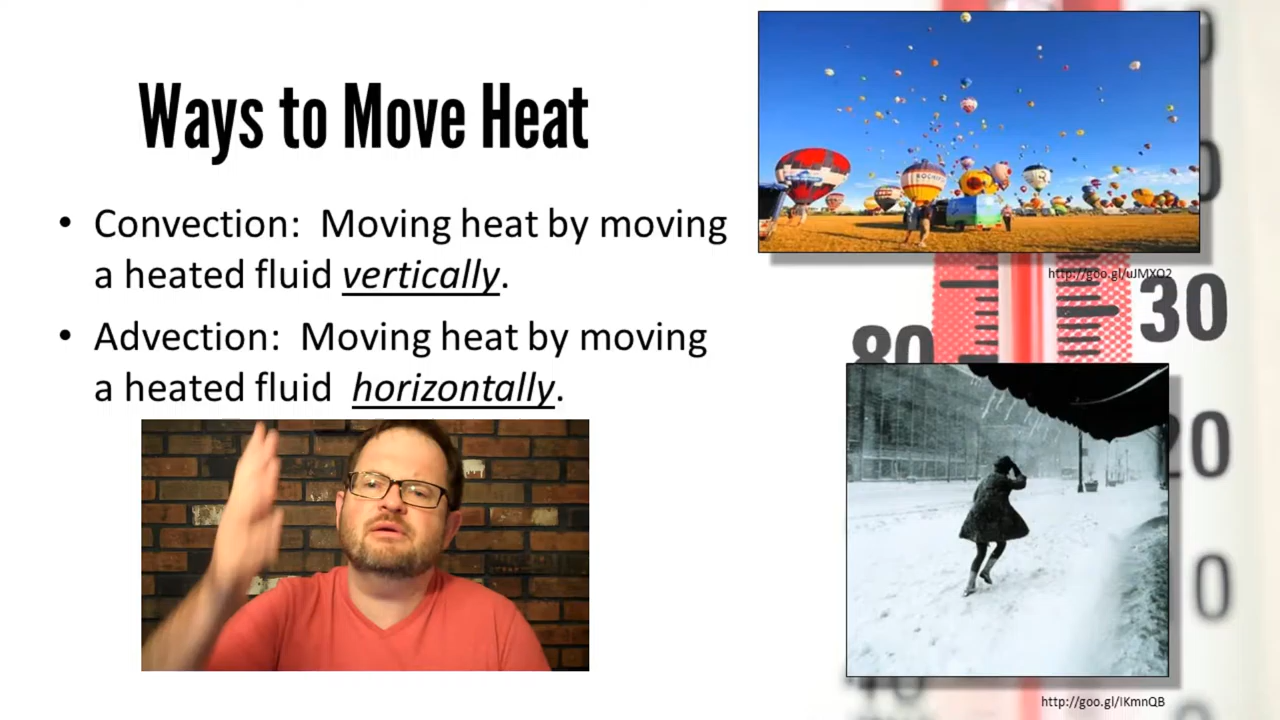 Ways to Move Heat
• Convection: Moving heat by moving
a heated fluid vertically.
• Advection: Moving heat by moving
a heated fluid horizontally.
http://goo.gl/uJMXO2
30
80
20
0
http://goo.gl/IKmnQB